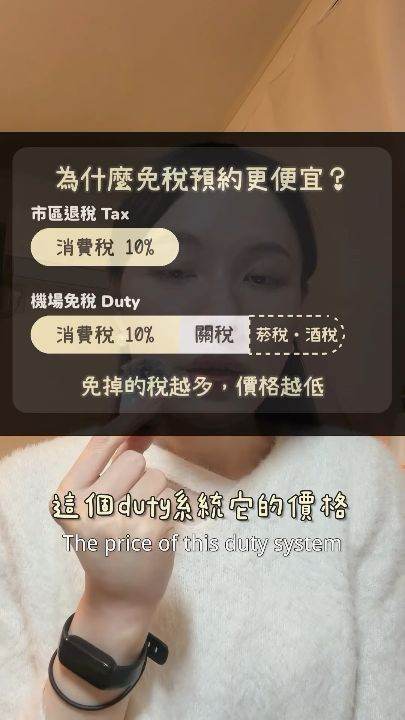 為什麼免稅預約更便宜？
市區退稅 Tax
消費稅 10%
機場免稅 Duty
消費稅 10% 關稅 菸稅・酒稅
免掉的稅越多，價格越低
這個duty系統它的價格
The price of this duty system